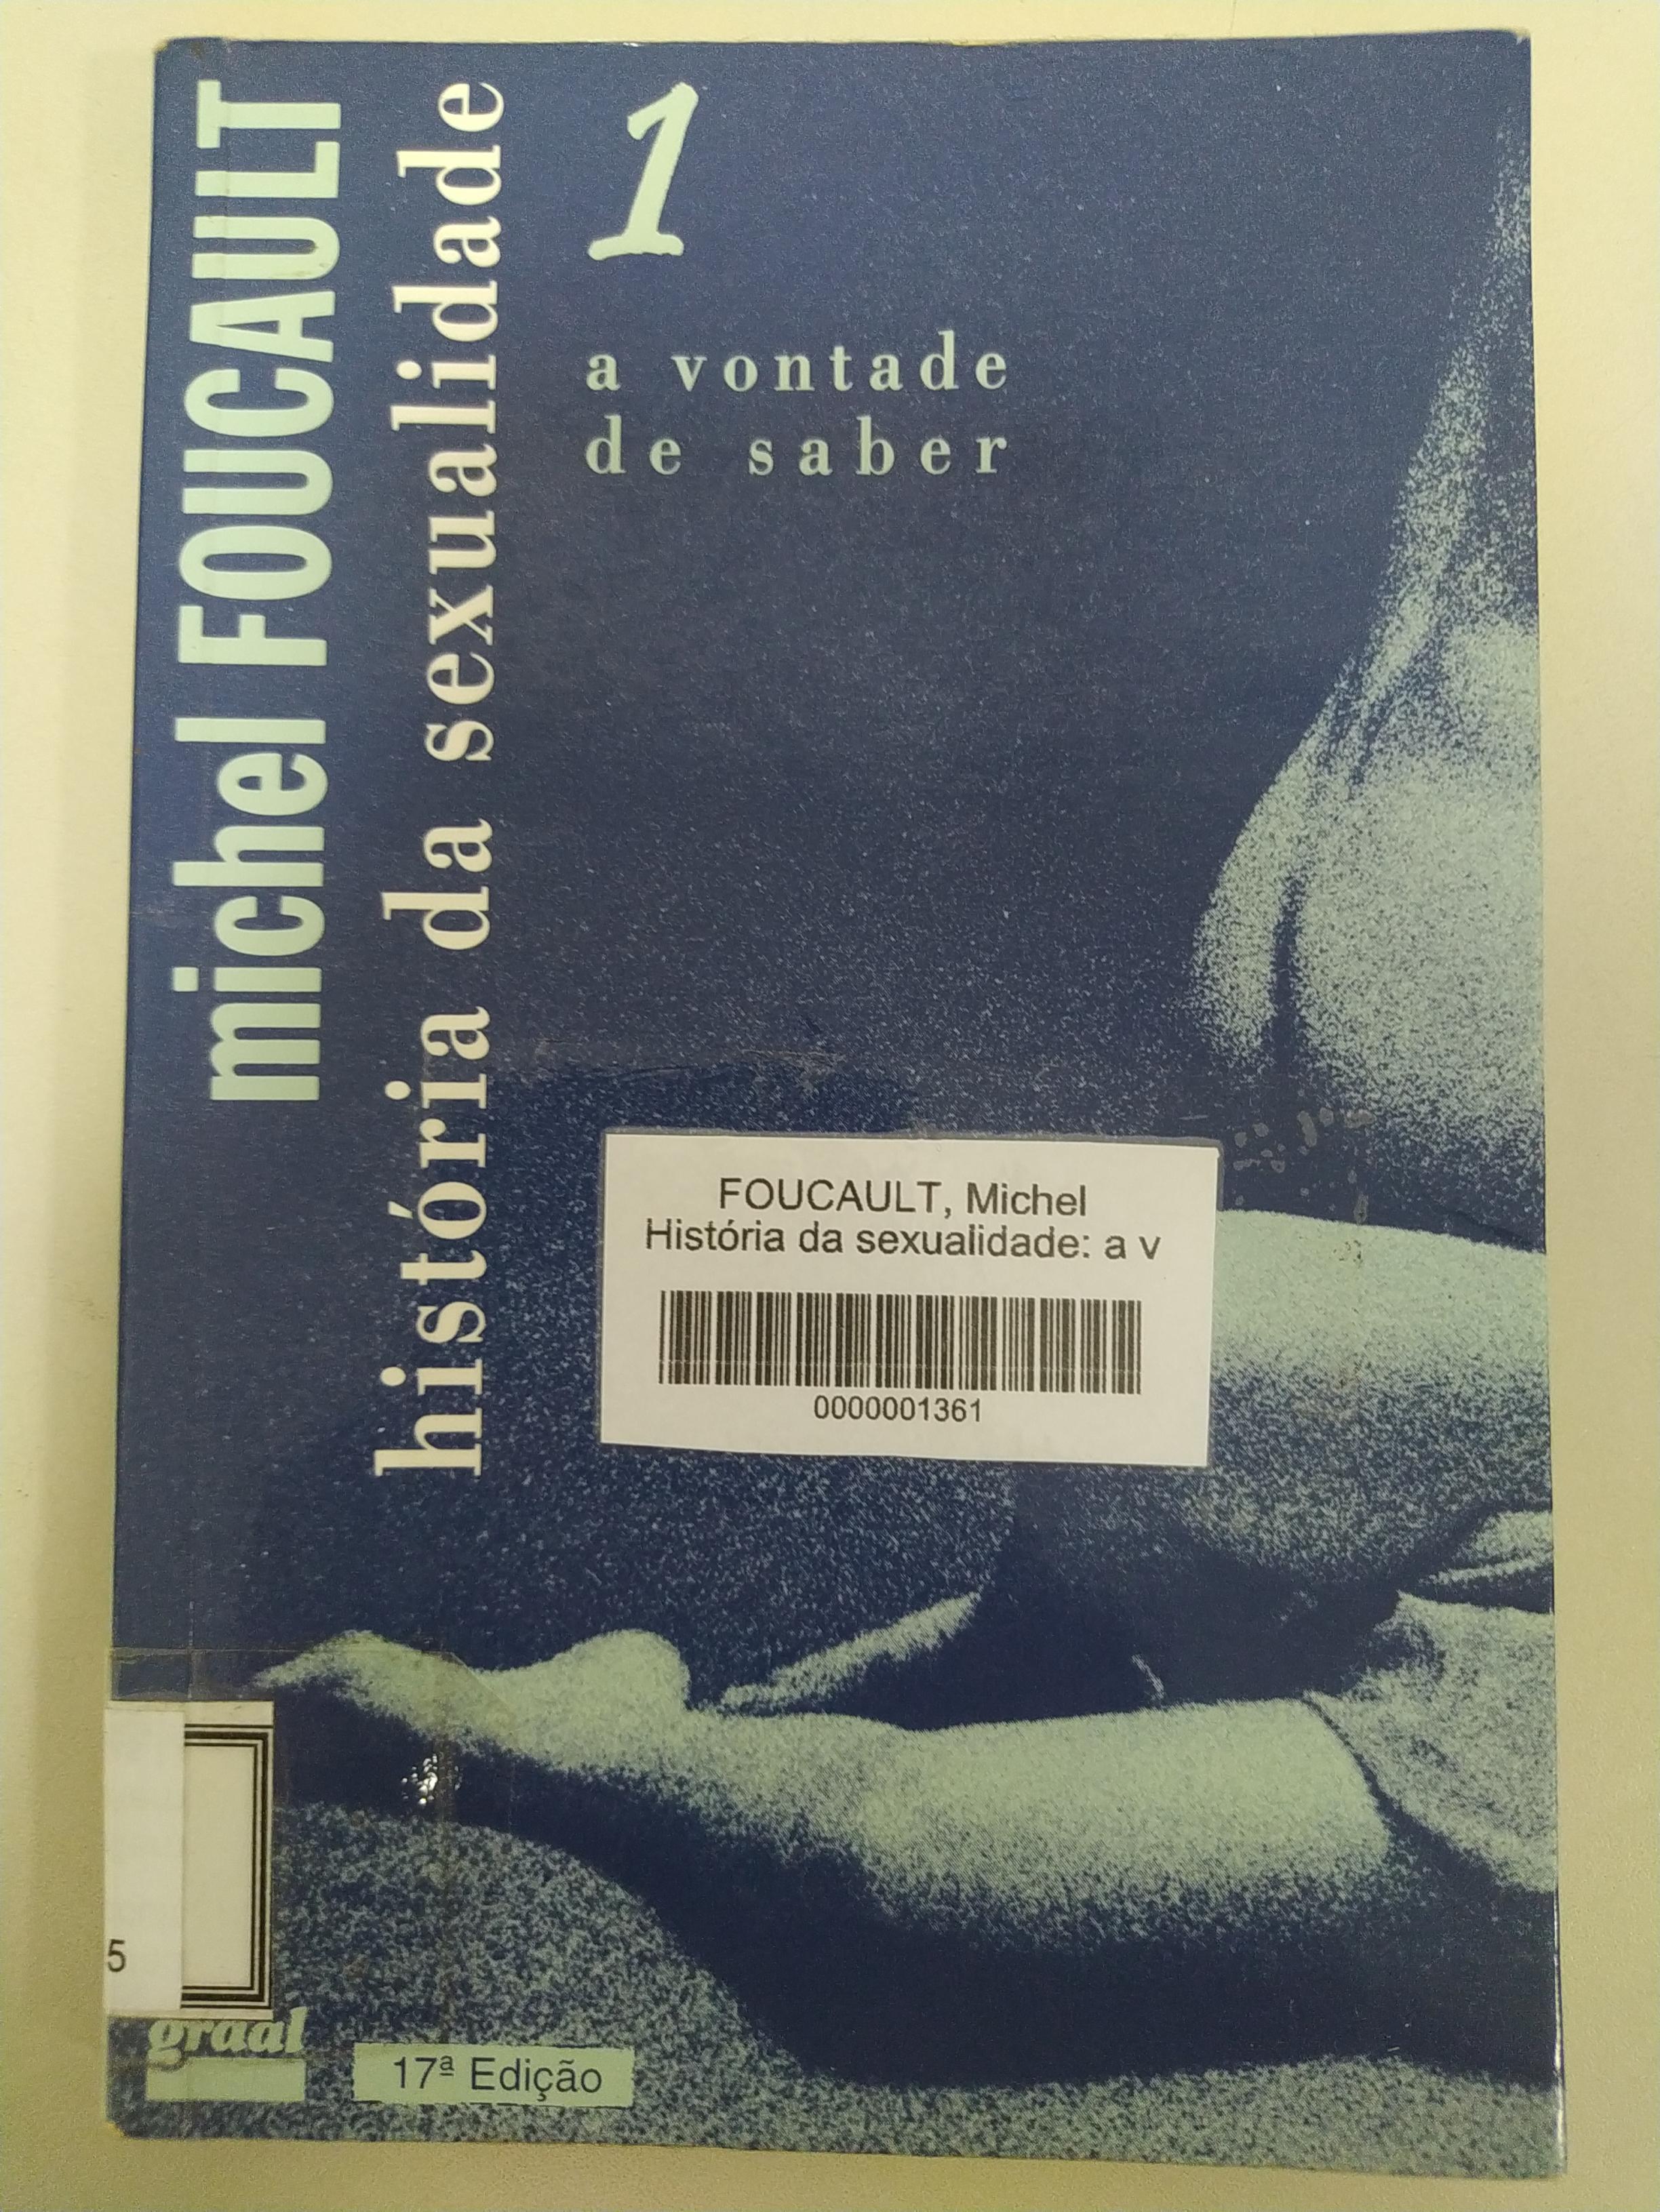 michel FOUCAULT
história da sexualidade
1
a vontade
de saber
FOUCAULT, Michel
História da sexualidade: a v
0000001361
5
graal
17ª Edição